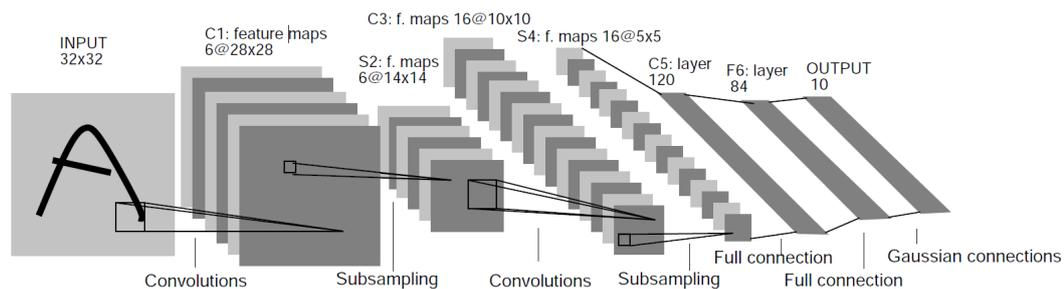 INPUT
32x32
C1: feature maps
6@28x28
S2: f. maps
6@14x14
C3: f. maps 16@10x10
S4: f. maps 16@5x5
C5: layer
120
F6: layer
84
OUTPUT
10
Convolutions
Subsampling
Convolutions
Subsampling
Full connection
Full connection
Gaussian connections